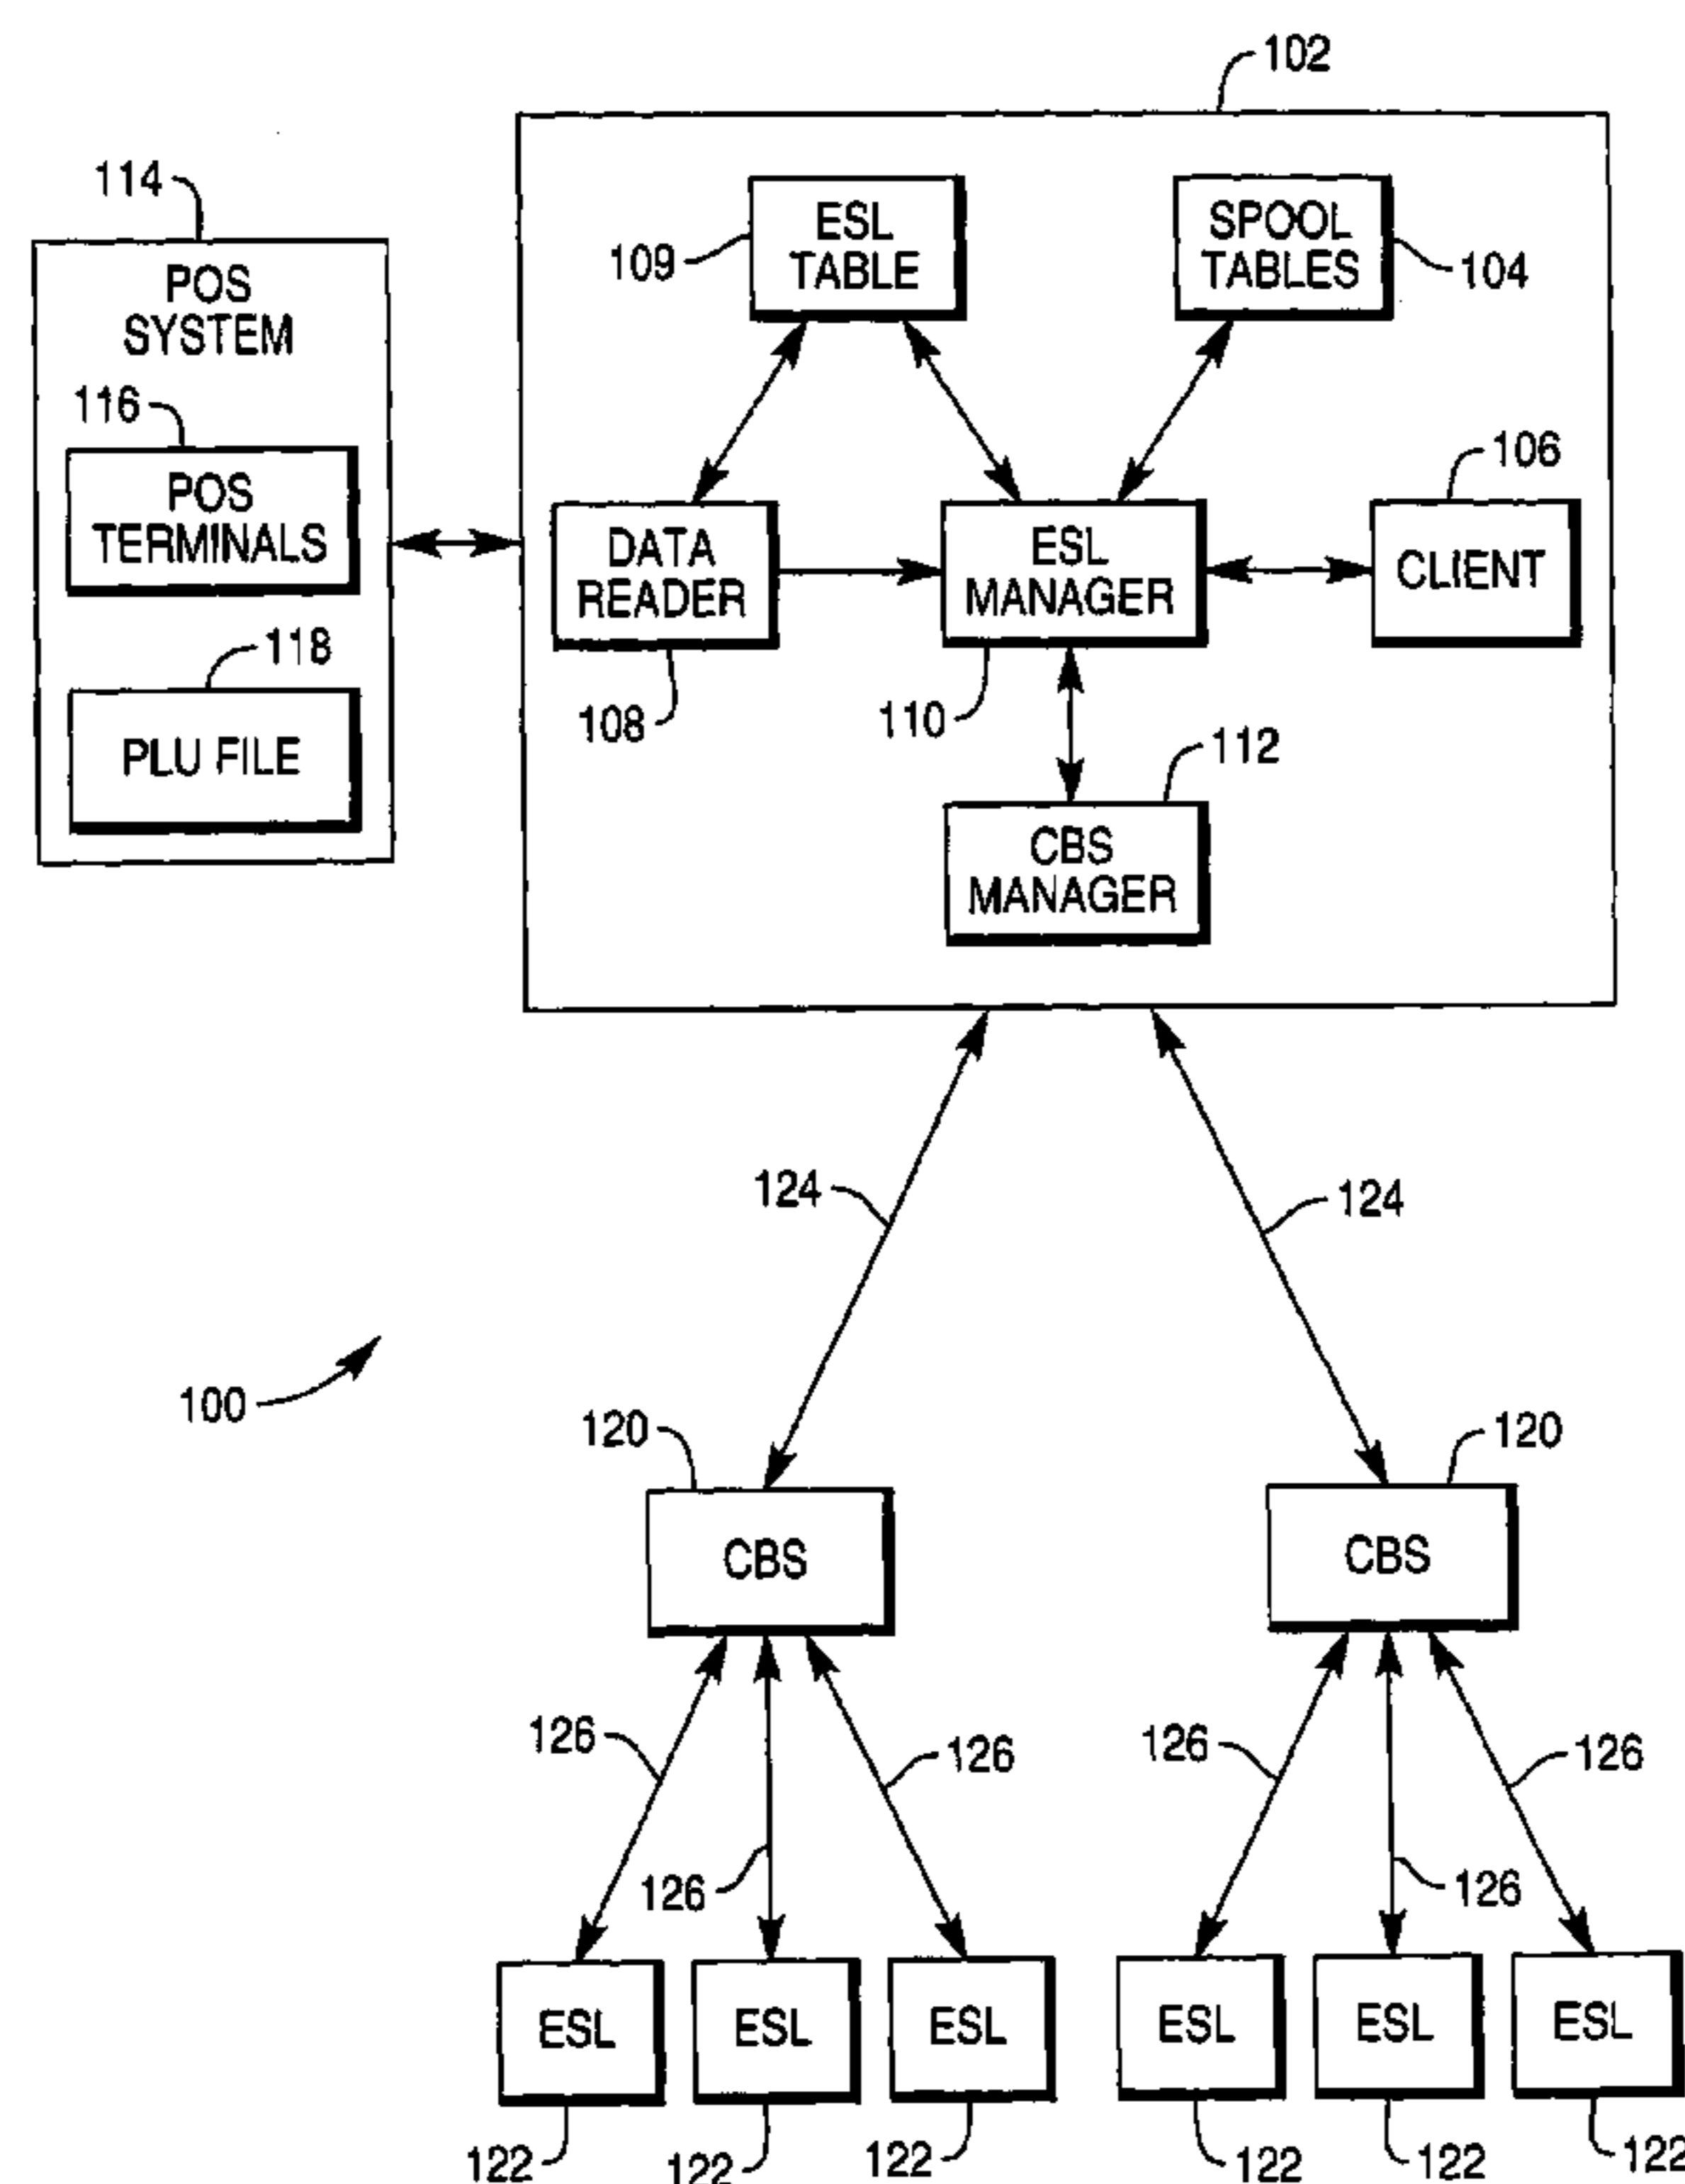 102
114
POS
SYSTEM
ESL
TABLE
SPOOL
TABLES
109
104
116
POS
TERMINALS
106
DATA
READER
ESL
MANAGER
CLIENT
118
108
110
112
PLU FILE
CBS
MANAGER
124
124
100
120
120
CBS
CBS
126
126
126
126
126
126
ESL
ESL
ESL
ESL
ESL
ESL
122
122
122
122
122
122